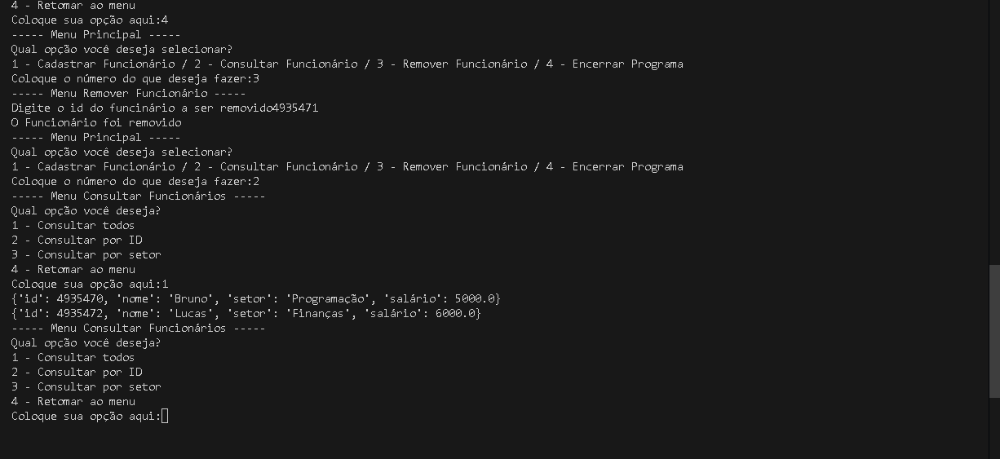 4 - Retomar ao menu
Coloque sua opção aqui:4
----- Menu Principal -----
Qual opção você deseja selecionar?
1 - Cadastrar Funcionário / 2 - Consultar Funcionário / 3 - Remover Funcionário / 4 - Encerrar Programa
Coloque o número do que deseja fazer:3
----- Menu Remover Funcionário -----
Digite o id do funcinário a ser removido4935471
O Funcionário foi removido
----- Menu Principal -----
Qual opção você deseja selecionar?
1 - Cadastrar Funcionário / 2 - Consultar Funcionário / 3 - Remover Funcionário / 4 - Encerrar Programa
Coloque o número do que deseja fazer:2
----- Menu Consultar Funcionários -----
Qual opção você deseja?
1 - Consultar todos
2 - Consultar por ID
3 - Consultar por setor
4 - Retomar ao menu
Coloque sua opção aqui:1
{'id': 4935470, 'nome': 'Bruno', 'setor': 'Programação', 'salário': 5000.0}
{'id': 4935472, 'nome': 'Lucas', 'setor': 'Finanças', 'salário': 6000.0}
----- Menu Consultar Funcionários -----
Qual opção você deseja?
1 - Consultar todos
2 - Consultar por ID
3 - Consultar por setor
4 - Retomar ao menu
Coloque sua opção aqui: